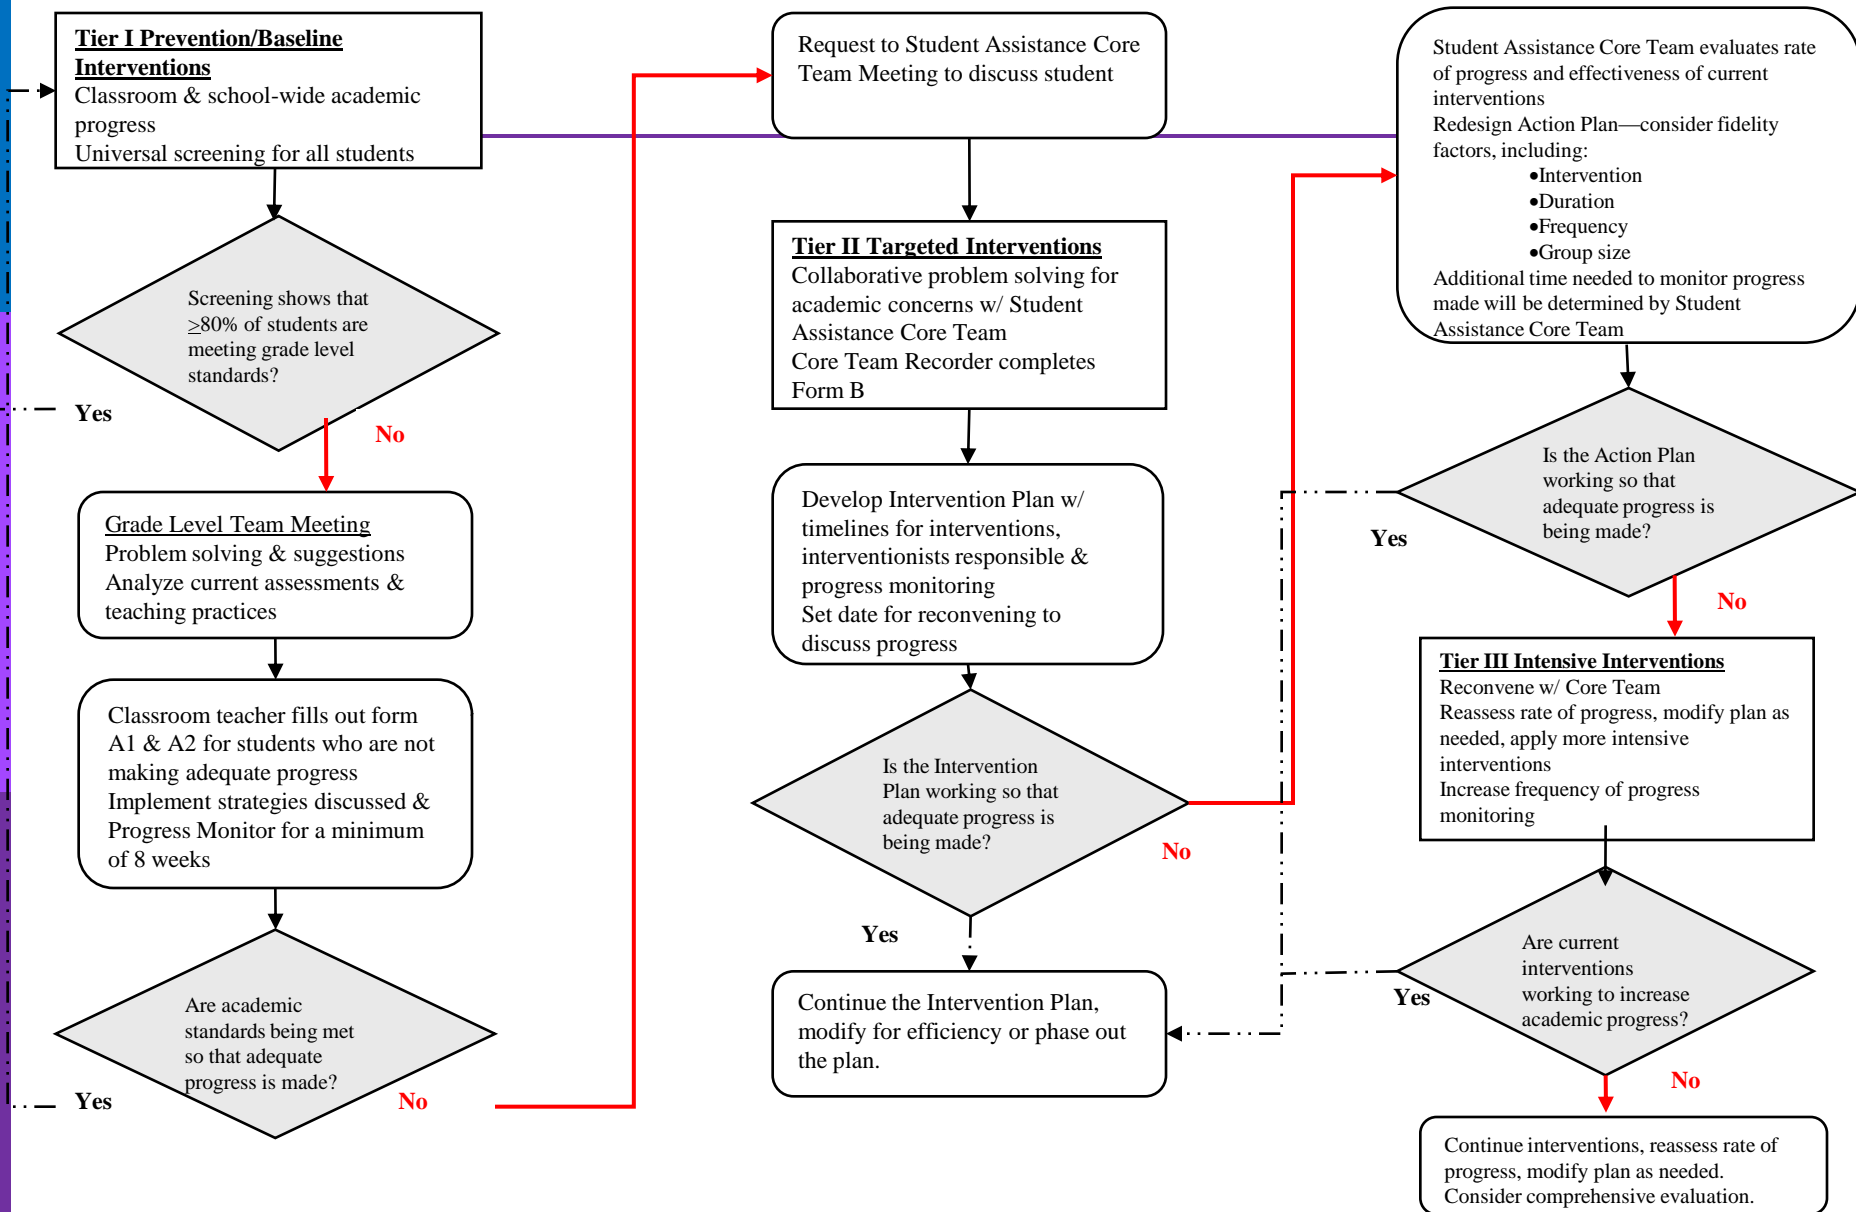 Tier I Prevention/Baseline
Interventions
Classroom & school-wide academic
progress
Universal screening for all students
Screening shows that
≥80% of students are
meeting grade level
standards?
Yes
No
Grade Level Team Meeting
Problem solving & suggestions
Analyze current assessments &
teaching practices
Classroom teacher fills out form
A1 & A2 for students who are not
making adequate progress
Implement strategies discussed &
Progress Monitor for a minimum
of 8 weeks
Are academic
standards being met
so that adequate
progress is made?
Yes
No
Request to Student Assistance Core
Team Meeting to discuss student
Tier II Targeted Interventions
Collaborative problem solving for
academic concerns w/ Student
Assistance Core Team
Core Team Recorder completes
Form B
Develop Intervention Plan w/
timelines for interventions,
interventionists responsible &
progress monitoring
Set date for reconvening to
discuss progress
Is the Intervention
Plan working so that
adequate progress is
being made?
No
Yes
Continue the Intervention Plan,
modify for efficiency or phase out
the plan.
Student Assistance Core Team evaluates rate
of progress and effectiveness of current
interventions
Redesign Action Plan—consider fidelity
factors, including:
•Intervention
•Duration
•Frequency
•Group size
Additional time needed to monitor progress
made will be determined by Student
Assistance Core Team
Is the Action Plan
working so that
adequate progress is
being made?
Yes
No
Tier III Intensive Interventions
Reconvene w/ Core Team
Reassess rate of progress, modify plan as
needed, apply more intensive
interventions
Increase frequency of progress
monitoring
Are current
interventions
working to increase
academic progress?
Yes
No
Continue interventions, reassess rate of
progress, modify plan as needed.
Consider comprehensive evaluation.